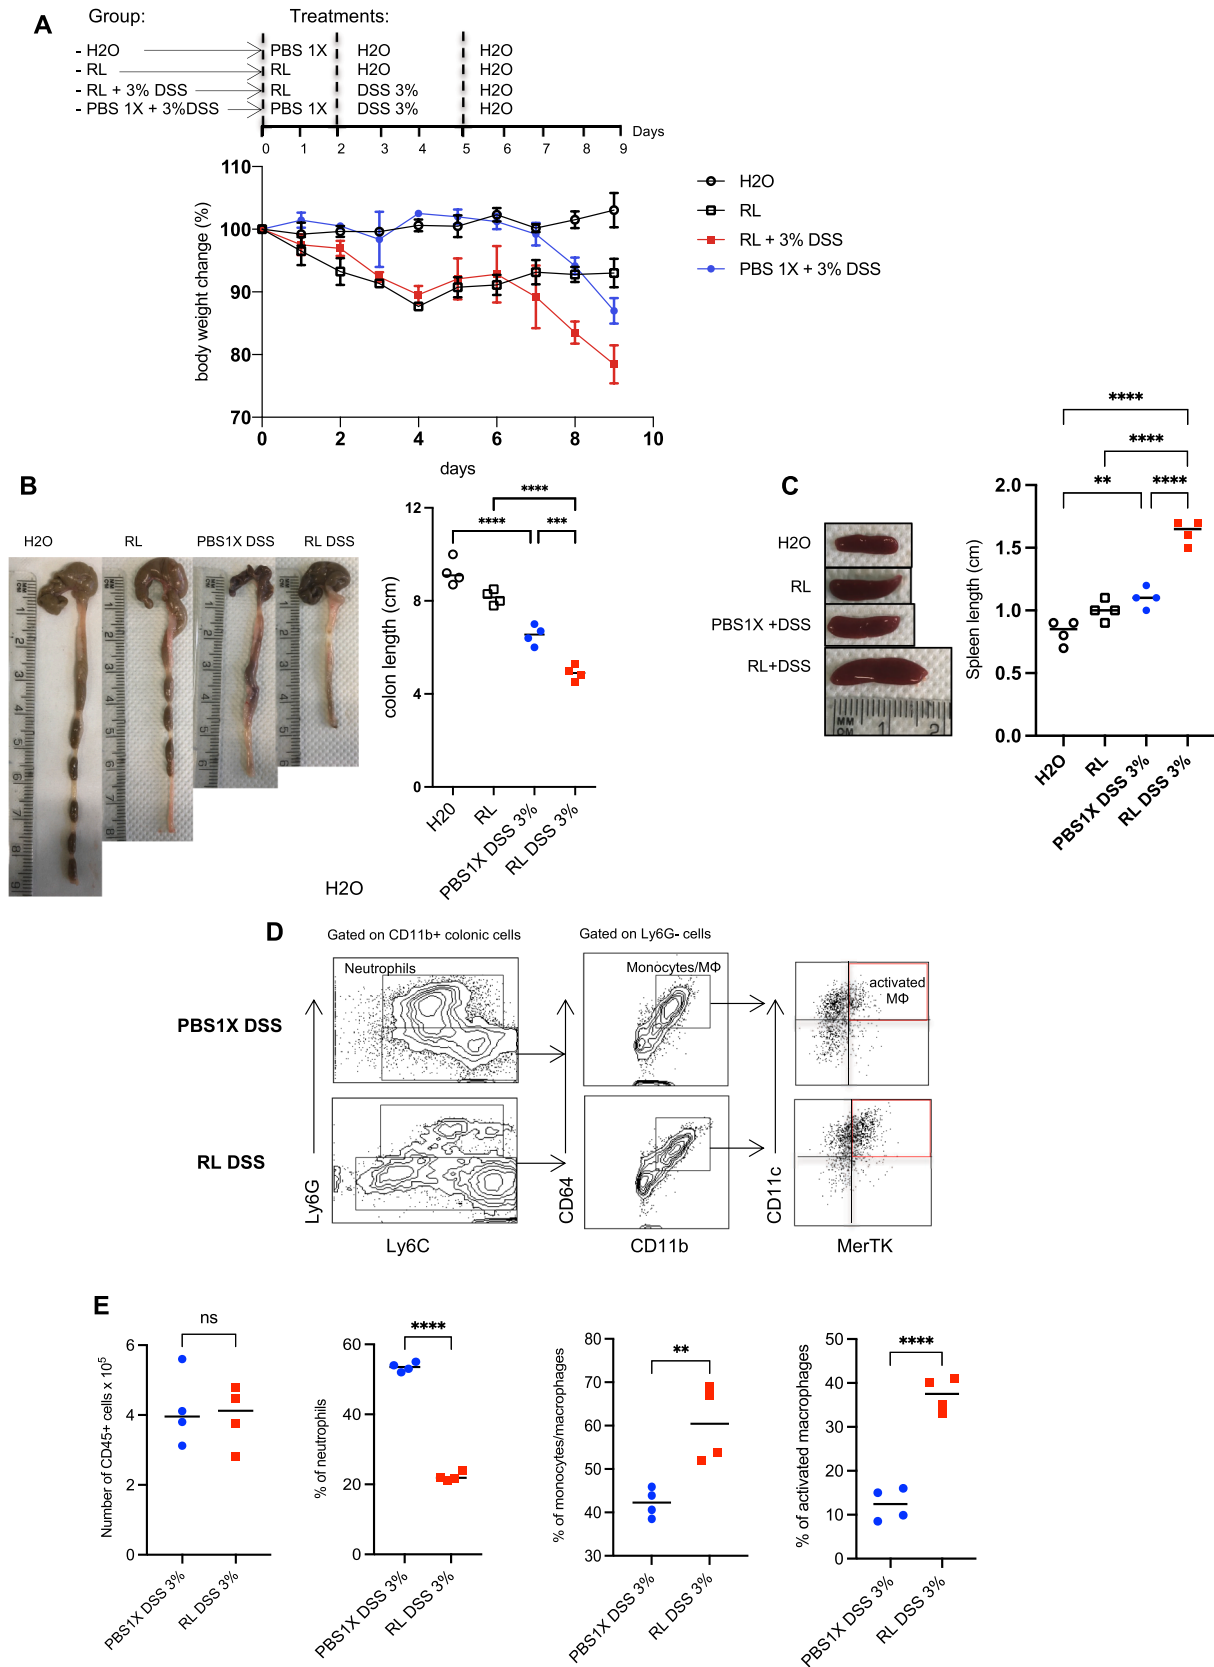 A
Group:
Treatments:
- H2O
PBS 1X
H2O
H2O
- RL
RL
H2O
H2O
- RL + 3% DSS
RL
DSS 3%
H2O
- PBS 1X + 3%DSS
PBS 1X
DSS 3%
H2O
0 1 2 3 4 5 6 7 8 9
Days
110
100
90
80
70
body weight change (%)
0 2 4 6 8 10
days
H2O
RL
RL + 3% DSS
PBS 1X + 3% DSS
B
H2O
RL
PBS1X DSS
RL DSS
12
8
4
0
colon length (cm)
****
**** ***
H20
RL
PBS1X DSS 3%
RL DSS 3%
H2O
C
H2O
RL
PBS1X +DSS
RL+DSS
MM
1 2
2.0
1.5
1.0
0.5
0.0
Spleen length (cm)
****
****
** ****
H2O
RL
PBS1X DSS 3%
RL DSS 3%
D
Gated on CD11b+ colonic cells
Gated on Ly6G- cells
Neutrophils
Monocytes/MΦ
activated
MΦ
PBS1X DSS
RL DSS
Ly6G
CD64
CD11c
Ly6C
CD11b
MerTK
E
Number of CD45+ cells x 10⁵
6
4
2
0
ns
PBS1X DSS 3%
RL DSS 3%
% of neutrophils
60
40
20
0
****
PBS1X DSS 3%
RL DSS 3%
% of monocytes/macrophages
80
70
60
50
40
30
**
PBS1X DSS 3%
RL DSS 3%
% of activated macrophages
50
40
30
20
10
0
****
PBS1X DSS 3%
RL DSS 3%